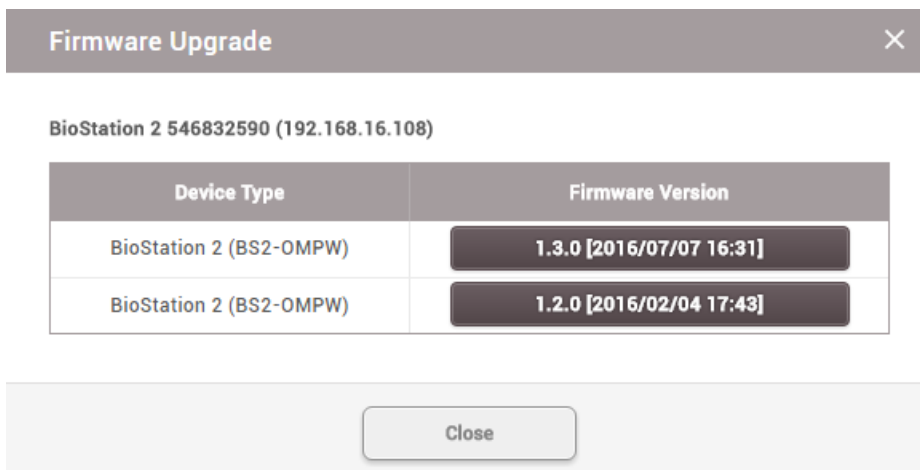 Firmware Upgrade
BioStation 2 546832590 (192.168.16.108)
Device Type Firmware Version
BioStation 2 (BS2-OMPW) 1.3.0 [2016/07/07 16:31]
BioStation 2 (BS2-OMPW) 1.2.0 [2016/02/04 17:43]
Close